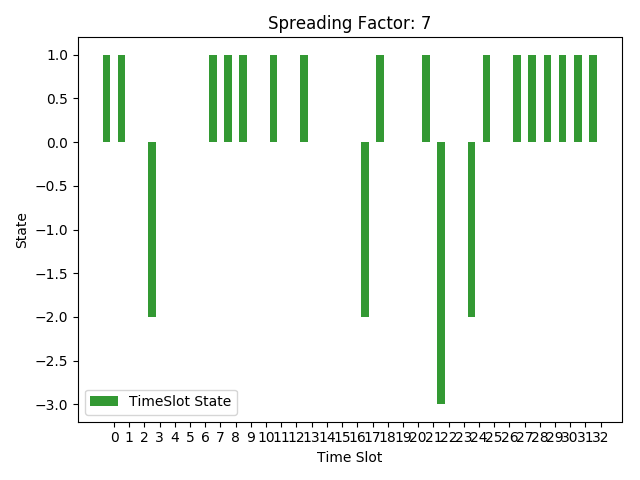 Spreading Factor: 7
1.0
0.5
0.0
−0.5
−1.0
−1.5
−2.0
−2.5
−3.0
State
TimeSlot State
0 1 2 3 4 5 6 7 8 9 10 11 12 13 14 15 16 17 18 19 20 21 22 23 24 25 26 27 28 29 30 31 32
Time Slot